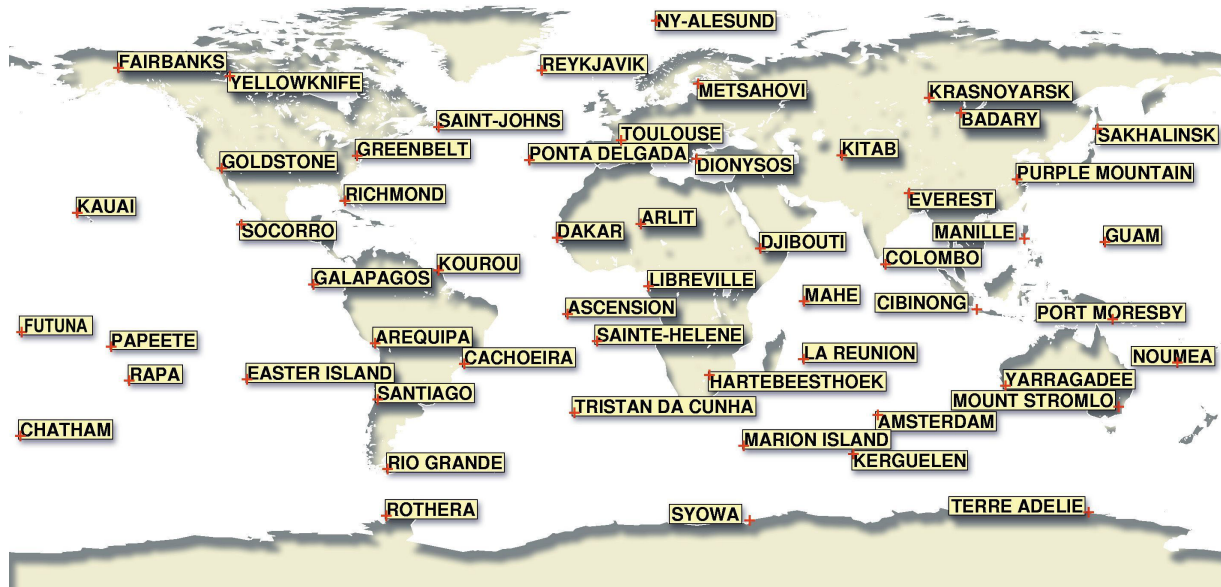 NY-ALESUND
FAIRBANKS
REYKJAVIK
YELLOWKNIFE
METSAHOVI
KRASNOYARSK
BADARY
SAINT-JOHNS
TOULOUSE
SAKHALINSK
GREENBELT
GOLDSTONE
PONTA DELGADA
DIONYSOS
KITAB
PURPLE MOUNTAIN
RICHMOND
KAUAI
EVEREST
SOCORRO
DAKAR
ARLIT
DJIBOUTI
MANILLE
GUAM
KOUROU
COLOMBO
GALAPAGOS
LIBREVILLE
MAHE
CIBINONG
ASCENSION
PORT MORESBY
FUTUNA
PAPEETE
AREQUIPA
SAINTE-HELENE
CACHOEIRA
LA REUNION
NOUMEA
RAPA
EASTER ISLAND
HARTEBEESTHOEK
YARRAGADEE
SANTIAGO
MOUNT STROMLO
TRISTAN DA CUNHA
AMSTERDAM
CHATHAM
MARION ISLAND
KERGUELEN
RIO GRANDE
ROTHERA
SYOWA
TERRE ADELIE